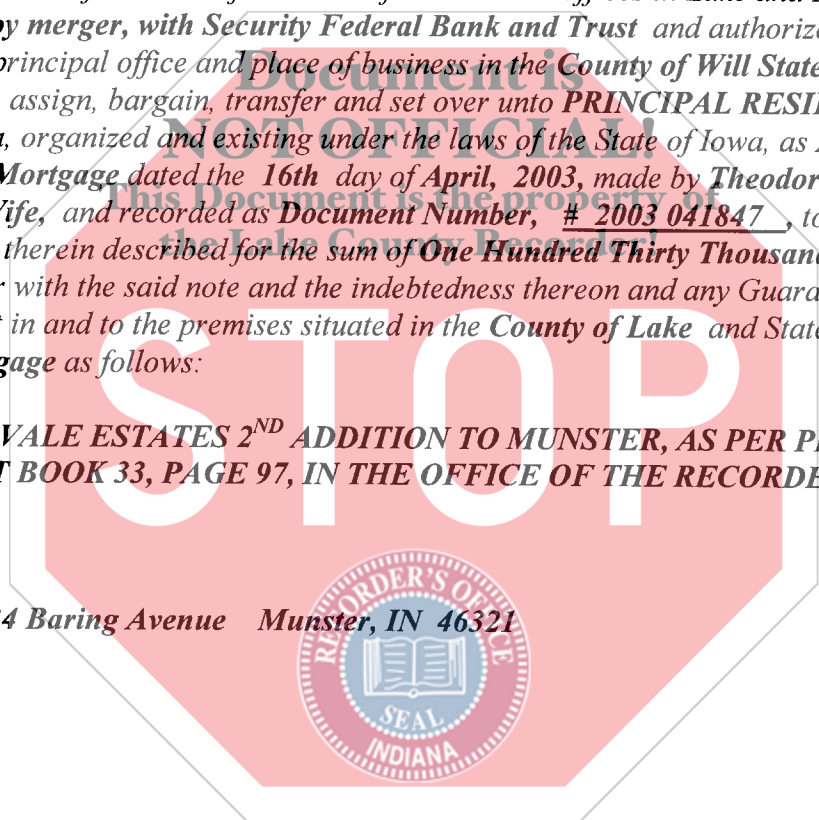 by merger, with Security Federal Bank and Trust and authorize
principal office and place of business in the County of Will State
assign, bargain, transfer and set over unto PRINCIPAL RESI
, organized and existing under the laws of the State of Iowa, as
Mortgage dated the 16th day of April, 2003, made by Theodor
Wife, and recorded as Document Number, # 2003 041847 , to
therein described for the sum of One Hundred Thirty Thousan
with the said note and the indebtedness thereon and any Guara
in and to the premises situated in the County of Lake and State
gage as follows:
VALE ESTATES 2ND ADDITION TO MUNSTER, AS PER P
T BOOK 33, PAGE 97, IN THE OFFICE OF THE RECORDE
4 Baring Avenue Munster, IN 46321
Document is
NOT OFFICIAL!
This Document is the property of
the Lake County Recorder!
STOP
RECORDER'S OFFICE
SEAL
INDIANA